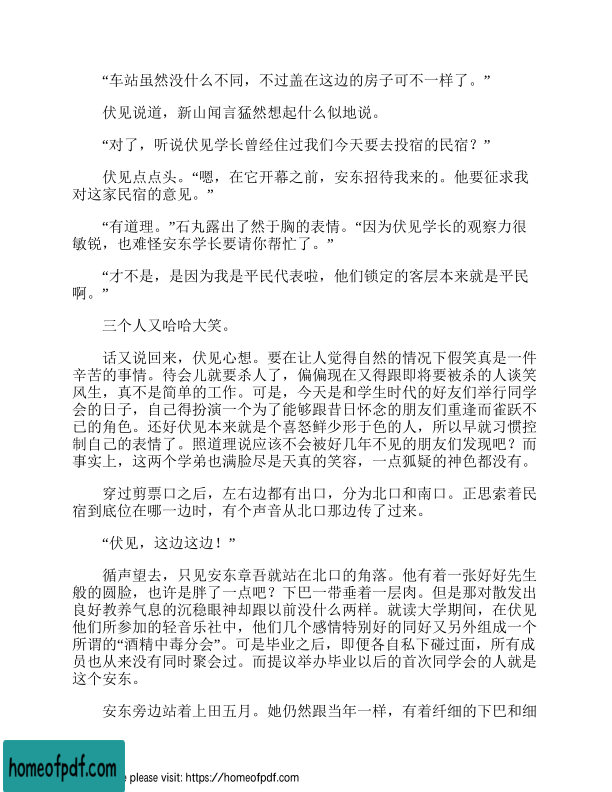 “车站虽然没什么不同，不过盖在这边的房子可不一样了。”
伏见说道，新山闻言猛然想起什么似地说。
“对了，听说伏见学长曾经住过我们今天要去投宿的民宿？”
伏见点点头。“嗯，在它开幕之前，安东招待我来的。他要征求我
对这家民宿的意见。”
“有道理。”石丸露出了然于胸的表情。“因为伏见学长的观察力很
敏锐，也难怪安东学长要请你帮忙了。”
“才不是，是因为我是平民代表啦，他们锁定的客层本来就是平民
啊。”
三个人又哈哈大笑。
话又说回来，伏见心想。要在让人觉得自然的情况下假笑真是一件
辛苦的事情。待会儿就要杀人了，偏偏现在又得跟即将要被杀的人谈笑
风生，真不是简单的工作。可是，今天是和学生时代的好友们举行同学
会的日子，自己得扮演一个为了能够跟昔日怀念的朋友们重逢而雀跃不
已的角色。还好伏见本来就是个喜怒鲜少形于色的人，所以早就习惯控
制自己的表情了。照道理说应该不会被好几年不见的朋友们发现吧？而
事实上，这两个学弟也满脸尽是天真的笑容，一点狐疑的神色都没有。
穿过剪票口之后，左右边都有出口，分为北口和南口。正思索着民
宿到底位在哪一边时，有个声音从北口那边传了过来。
“伏见，这边这边！”
循声望去，只见安东章吾就站在北口的角落。他有着一张好好先生
般的圆脸，也许是胖了一点吧？下巴一带垂着一层肉。但是那对散发出
良好教养气息的沉稳眼神却跟以前没什么两样。就读大学期间，在伏见
他们所参加的轻音乐社中，他们几个感情特别好的同好又另外组成一个
所谓的“酒精中毒分会”。可是毕业之后，即便各自私下碰过面，所有成
员也从来没有同时聚会过。而提议举办毕业以后的首次同学会的人就是
这个安东。
安东旁边站着上田五月。她仍然跟当年一样，有着纤细的下巴和细
homeofpdf.com
e please visit: https://homeofpdf.com